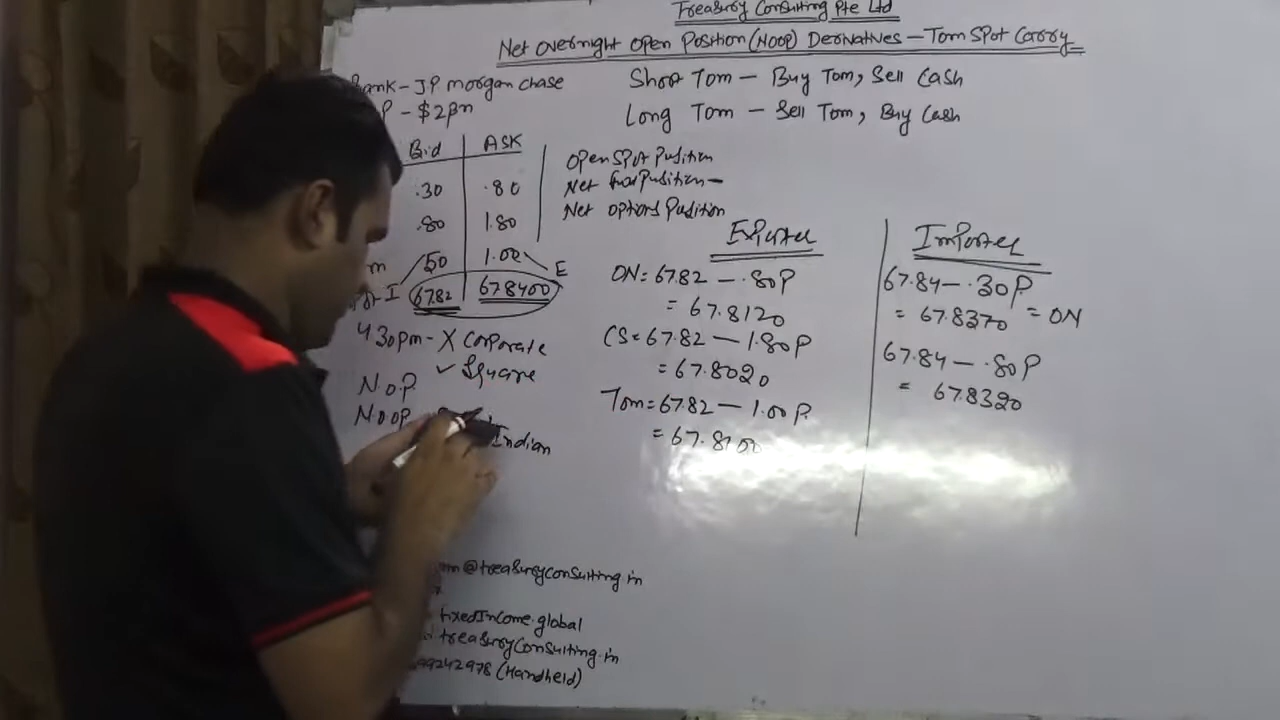 Treasury Consulting Pte Ltd
Net Overnight Open Position (NOOP) Derivatives – Tom Spot Carry
Bank – JP morgan chase
P – $2Bn
Short Tom – Buy Tom, Sell Cash
Long Tom – Sell Tom, Buy Cash
Bid ASK
.30 .80
.80 1.80
m .50 1.00 E
I 67.82 67.8400
Open Spot Position
Net Position –
Net options Position
4 30pm – X Corporate
✓ Square
N.O.P.
N.O.O.P.
Indian
Exporter
ON = 67.82 – .80P
= 67.8120
CS = 67.82 – 1.80P
= 67.8020
Tom = 67.82 – 1.00P.
= 67.8100
Importer
67.84 – .30P
= 67.8370 = ON
67.84 – .80P
= 67.8320
@treasuryconsulting.in
fixedIncome.global
treasuryconsulting.in
99242978 (Handheld)